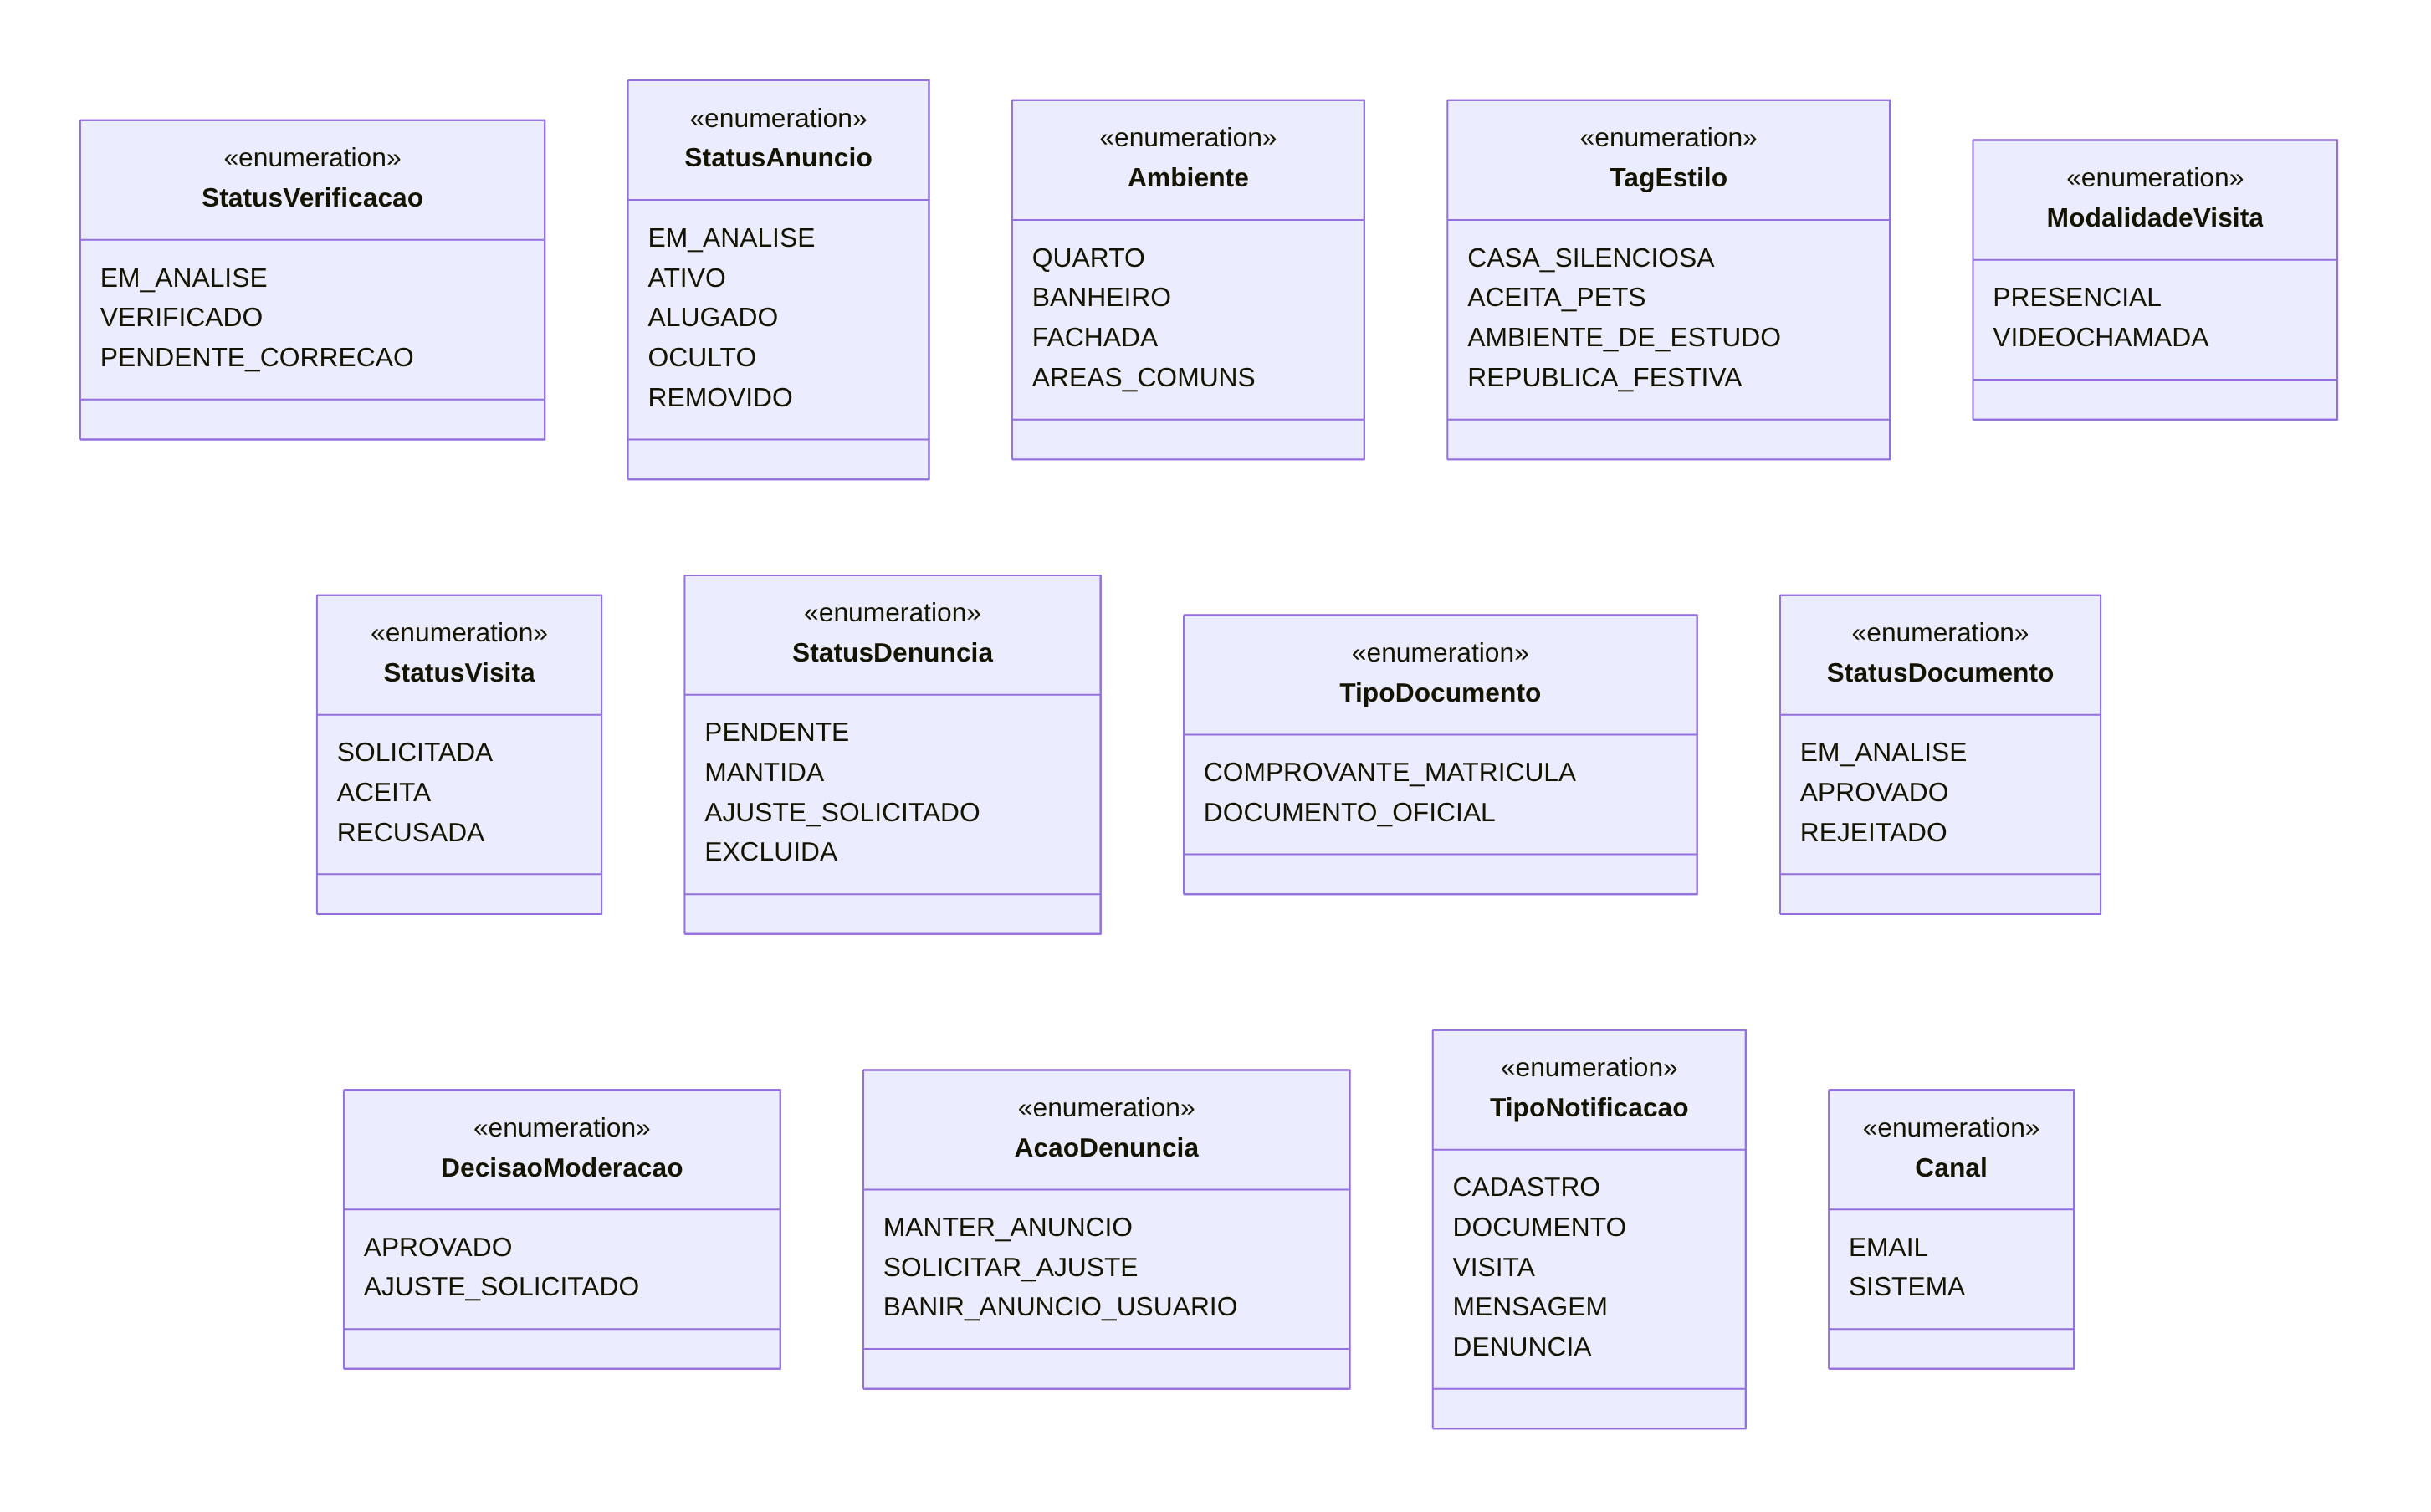 «enumeration»
StatusVerificacao
EM_ANALISE
VERIFICADO
PENDENTE_CORRECAO
«enumeration»
StatusAnuncio
EM_ANALISE
ATIVO
ALUGADO
OCULTO
REMOVIDO
«enumeration»
Ambiente
QUARTO
BANHEIRO
FACHADA
AREAS_COMUNS
«enumeration»
TagEstilo
CASA_SILENCIOSA
ACEITA_PETS
AMBIENTE_DE_ESTUDO
REPUBLICA_FESTIVA
«enumeration»
ModalidadeVisita
PRESENCIAL
VIDEOCHAMADA
«enumeration»
StatusVisita
SOLICITADA
ACEITA
RECUSADA
«enumeration»
StatusDenuncia
PENDENTE
MANTIDA
AJUSTE_SOLICITADO
EXCLUIDA
«enumeration»
TipoDocumento
COMPROVANTE_MATRICULA
DOCUMENTO_OFICIAL
«enumeration»
StatusDocumento
EM_ANALISE
APROVADO
REJEITADO
«enumeration»
DecisaoModeracao
APROVADO
AJUSTE_SOLICITADO
«enumeration»
AcaoDenuncia
MANTER_ANUNCIO
SOLICITAR_AJUSTE
BANIR_ANUNCIO_USUARIO
«enumeration»
TipoNotificacao
CADASTRO
DOCUMENTO
VISITA
MENSAGEM
DENUNCIA
«enumeration»
Canal
EMAIL
SISTEMA